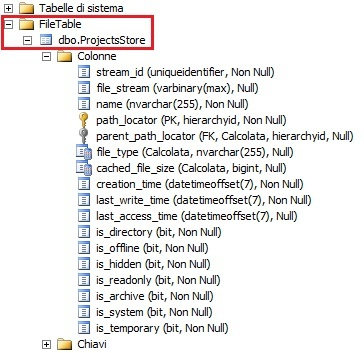 Tabelle di sistema
FileTable
dbo.ProjectsStore
Colonne
stream_id (uniqueidentifier, Non Null)
file_stream (varbinary(max), Null)
name (nvarchar(255), Non Null)
path_locator (PK, hierarchyid, Non Null)
parent_path_locator (FK, Calcolata, hierarchyid, Null)
file_type (Calcolata, nvarchar(255), Null)
cached_file_size (Calcolata, bigint, Null)
creation_time (datetimeoffset(7), Non Null)
last_write_time (datetimeoffset(7), Non Null)
last_access_time (datetimeoffset(7), Null)
is_directory (bit, Non Null)
is_offline (bit, Non Null)
is_hidden (bit, Non Null)
is_readonly (bit, Non Null)
is_archive (bit, Non Null)
is_system (bit, Non Null)
is_temporary (bit, Non Null)
Chiavi